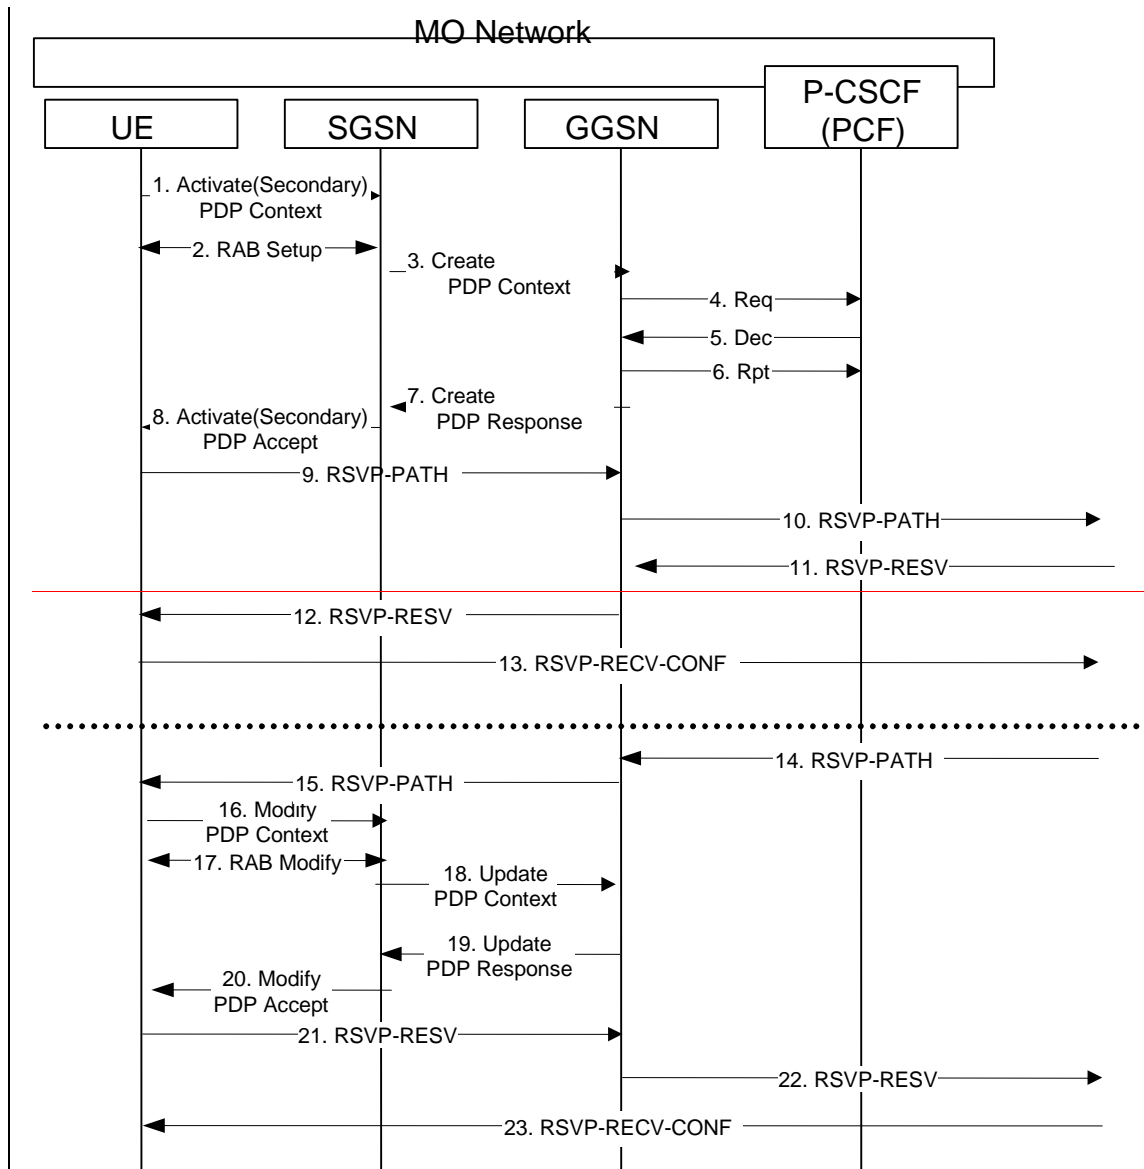 MO Network
UE
SGSN
GGSN
P-CSCF
(PCF)
1. Activate(Secondary)
PDP Context
2. RAB Setup
3. Create
PDP Context
4. Req
5. Dec
6. Rpt
7. Create
PDP Response
8. Activate(Secondary)
PDP Accept
9. RSVP-PATH
10. RSVP-PATH
11. RSVP-RESV
12. RSVP-RESV
13. RSVP-RECV-CONF
14. RSVP-PATH
15. RSVP-PATH
16. Modify
PDP Context
17. RAB Modify
18. Update
PDP Context
19. Update
PDP Response
20. Modify
PDP Accept
21. RSVP-RESV
22. RSVP-RESV
23. RSVP-RECV-CONF